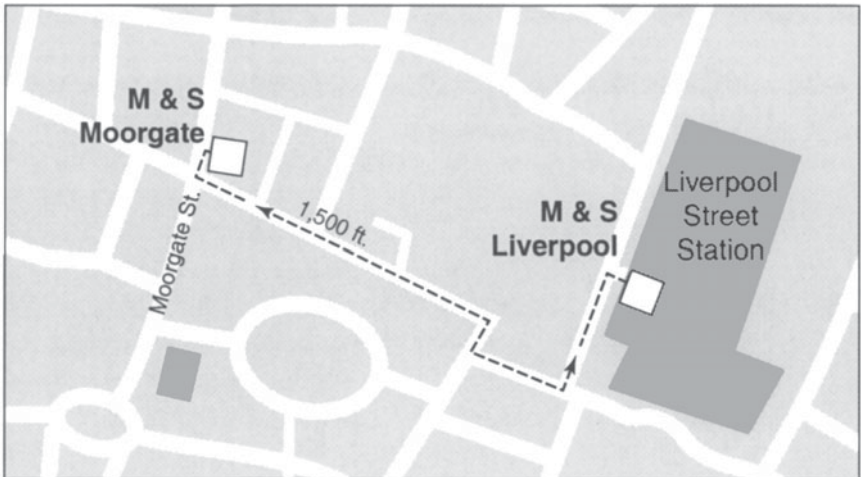 M & S
Moorgate
Moorgate St.
1,500 ft.
M & S
Liverpool
Liverpool
Street
Station